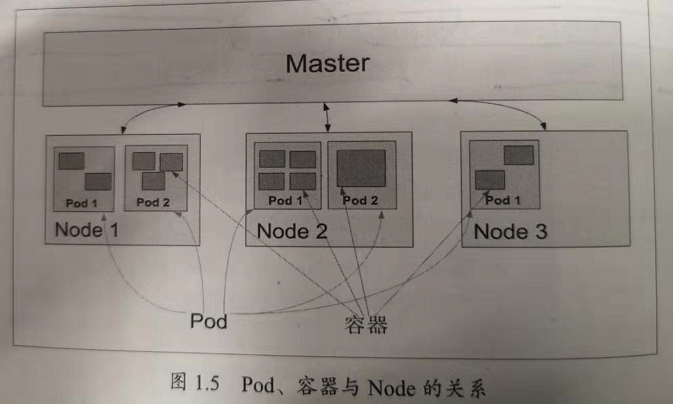 Master
Pod 1
Pod 2
Node 1
Pod 1
Pod 2
Node 2
Pod 1
Node 3
Pod
容器
图 1.5 Pod、容器与 Node 的关系